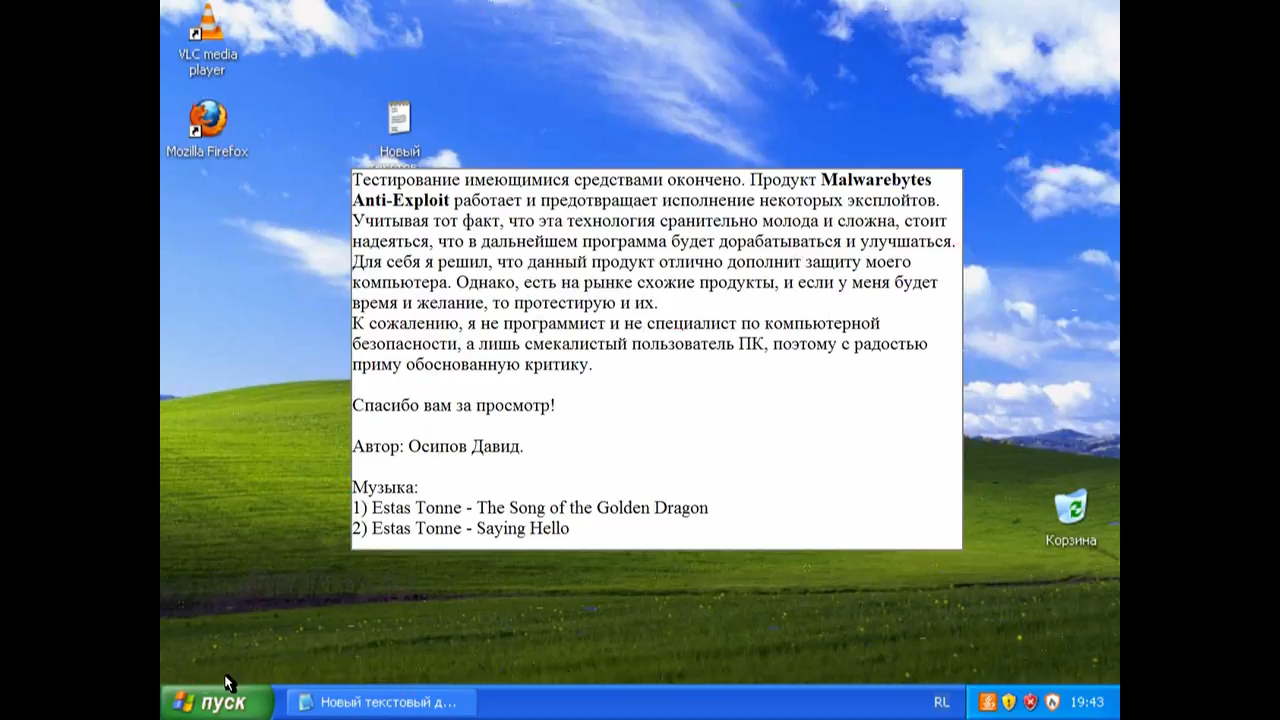 VLC media
player
Mozilla Firefox
Новый
Тестирование имеющимися средствами окончено. Продукт Malwarebytes
Anti-Exploit работает и предотвращает исполнение некоторых эксплойтов.
Учитывая тот факт, что эта технология сранительно молода и сложна, стоит
надеяться, что в дальнейшем программа будет дорабатываться и улучшаться.
Для себя я решил, что данный продукт отлично дополнит защиту моего
компьютера. Однако, есть на рынке схожие продукты, и если у меня будет
время и желание, то протестирую и их.
К сожалению, я не программист и не специалист по компьютерной
безопасности, а лишь смекалистый пользователь ПК, поэтому с радостью
приму обоснованную критику.
Спасибо вам за просмотр!
Автор: Осипов Давид.
Музыка:
1) Estas Tonne - The Song of the Golden Dragon
2) Estas Tonne - Saying Hello
Корзина
пуск
Новый текстовый д...
RL
19:43